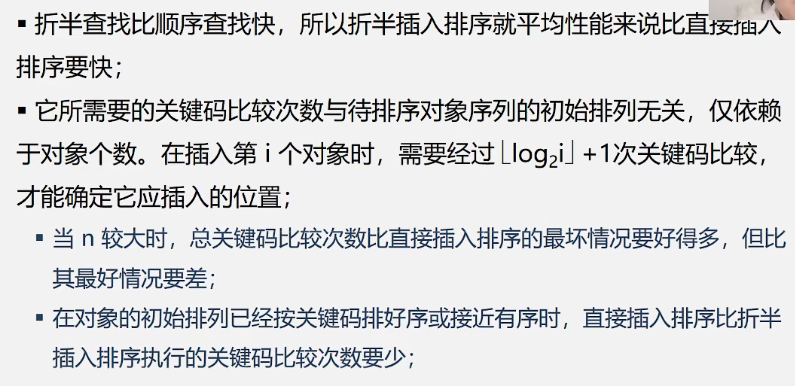 ▪ 折半查找比顺序查找快，所以折半插入排序就平均性能来说比直接插入
排序要快；
▪ 它所需要的关键码比较次数与待排序对象序列的初始排列无关，仅依赖
于对象个数。在插入第 i 个对象时，需要经过 ⌊log₂i⌋ +1次关键码比较，
才能确定它应插入的位置；
▪ 当 n 较大时，总关键码比较次数比直接插入排序的最坏情况要好得多，但比
其最好情况要差；
▪ 在对象的初始排列已经按关键码排好序或接近有序时，直接插入排序比折半
插入排序执行的关键码比较次数要少；